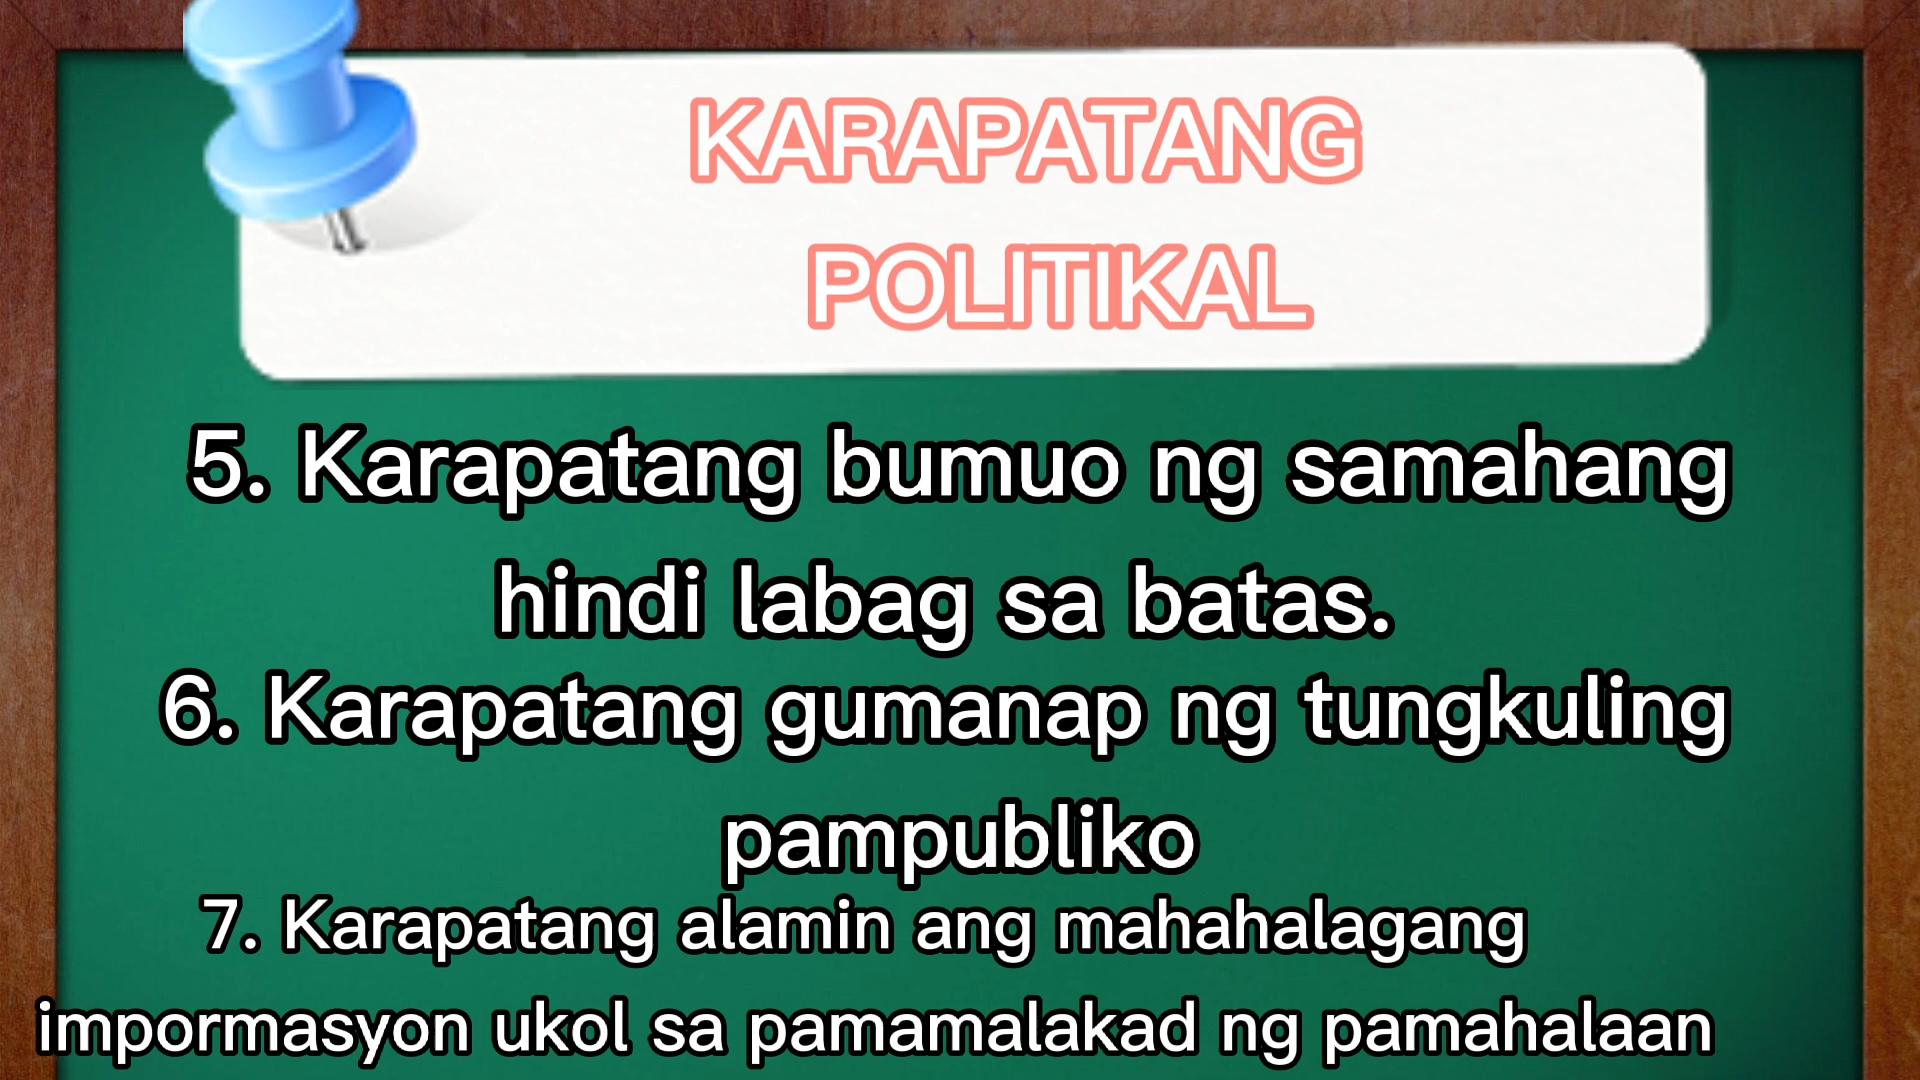 KARAPATANG
POLITIKAL
5. Karapatang bumuo ng samahang
hindi labag sa batas.
6. Karapatang gumanap ng tungkuling
pampubliko
7. Karapatang alamin ang mahahalagang
impormasyon ukol sa pamamalakad ng pamahalaan